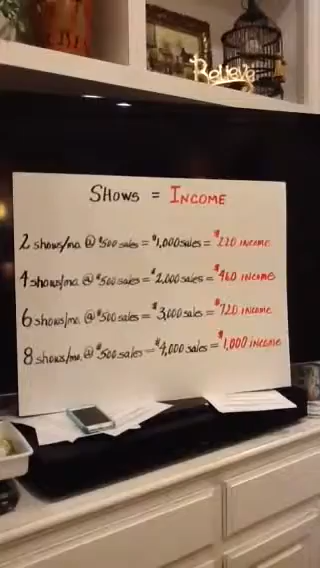 Believe
SHOWS = INCOME
2 shows/mo. @ $500 sales = $1,000 sales = $220 income
4 shows/mo. @ $500 sales = $2,000 sales = $460 income
6 shows/mo. @ $500 sales = $3,000 sales = $720 income
8 shows/mo. @ $500 sales = $4,000 sales = $1,000 income